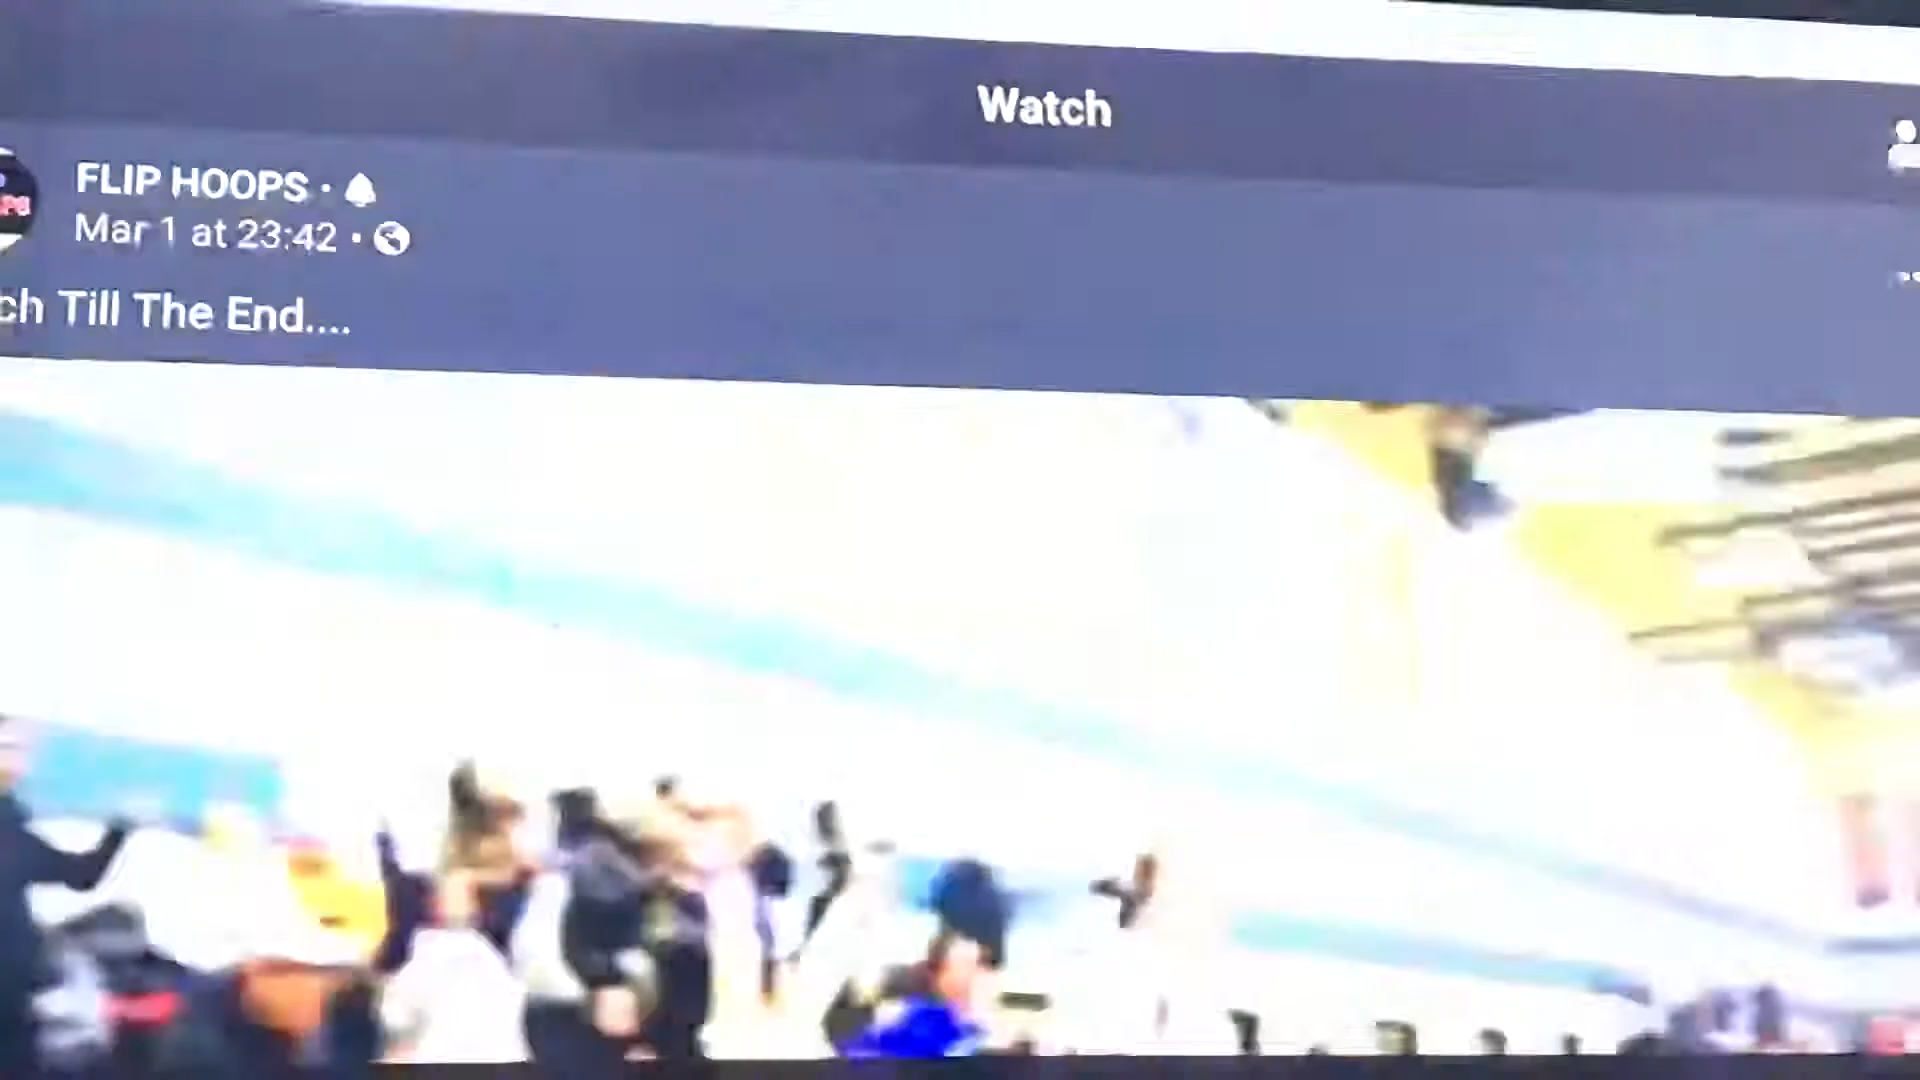 Watch
FLIP HOOPS ·
Mar 1 at 23:42 ·
ch Till The End....